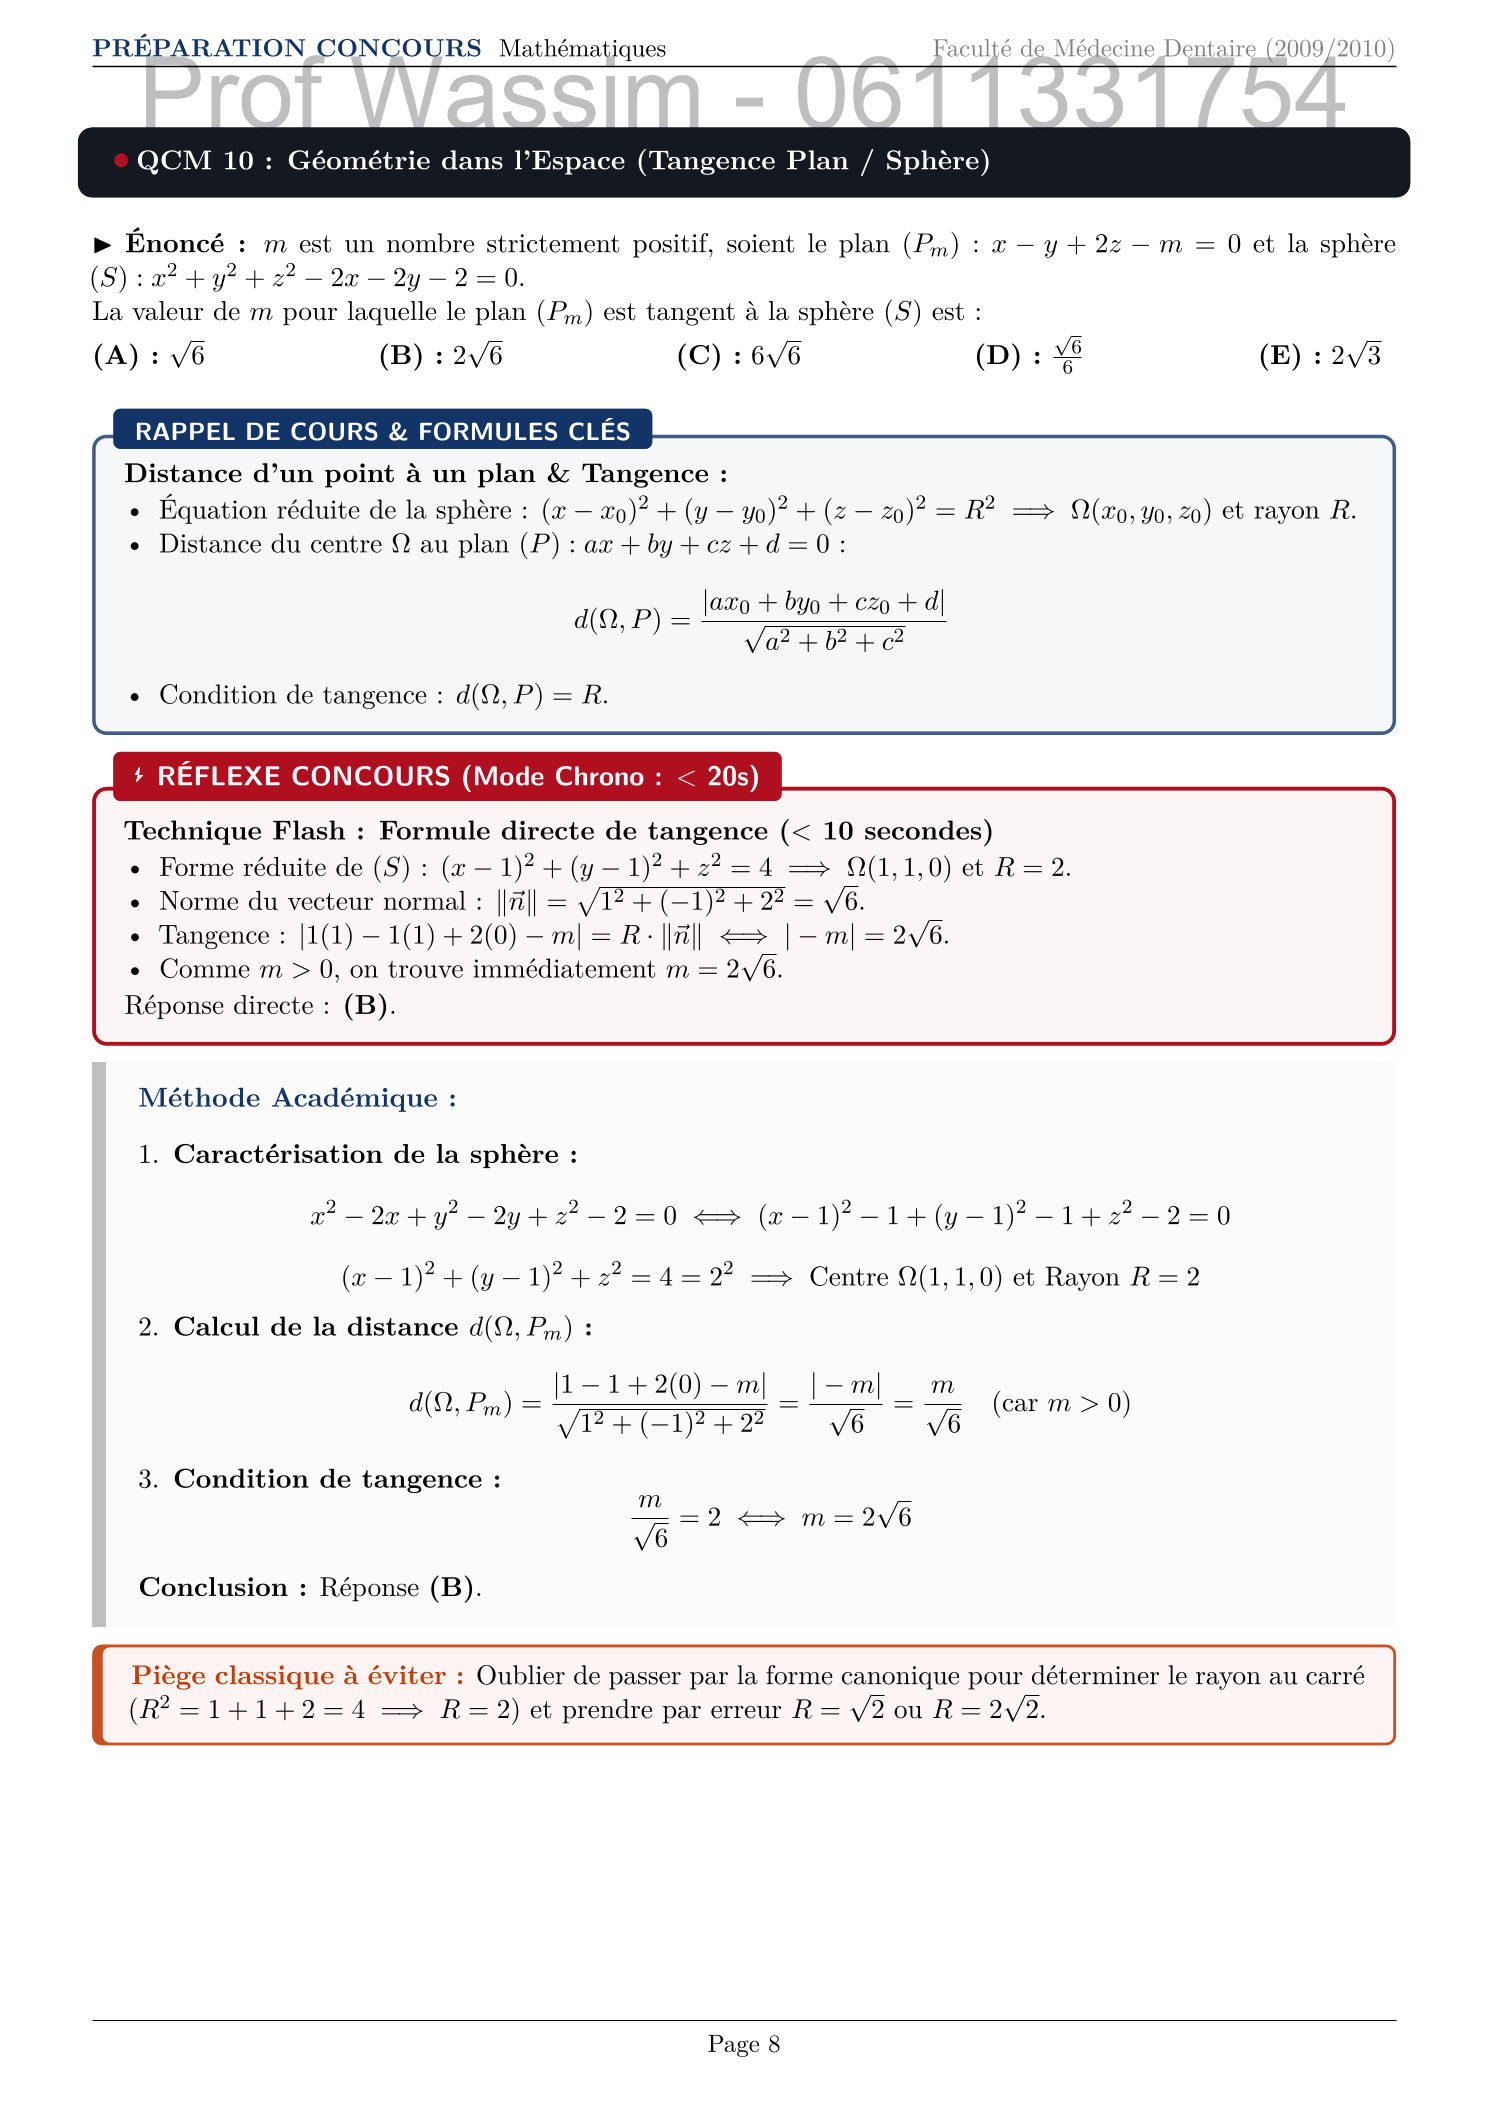 PRÉPARATION CONCOURS Mathématiques Faculté de Médecine Dentaire (2009/2010)
Prof Wassim - 0611331754
QCM 10 : Géométrie dans l'Espace (Tangence Plan / Sphère)
▶ Énoncé : m est un nombre strictement positif, soient le plan (Pₘ) : x − y + 2z − m = 0 et la sphère
(S) : x² + y² + z² − 2x − 2y − 2 = 0.
La valeur de m pour laquelle le plan (Pₘ) est tangent à la sphère (S) est :
(A) : √6 (B) : 2√6 (C) : 6√6 (D) : √6/6 (E) : 2√3
RAPPEL DE COURS & FORMULES CLÉS
Distance d'un point à un plan & Tangence :
• Équation réduite de la sphère : (x − x₀)² + (y − y₀)² + (z − z₀)² = R² ⟹ Ω(x₀, y₀, z₀) et rayon R.
• Distance du centre Ω au plan (P) : ax + by + cz + d = 0 :
d(Ω, P) = |ax₀ + by₀ + cz₀ + d| / √(a² + b² + c²)
• Condition de tangence : d(Ω, P) = R.
⚡ RÉFLEXE CONCOURS (Mode Chrono : < 20s)
Technique Flash : Formule directe de tangence (< 10 secondes)
• Forme réduite de (S) : (x − 1)² + (y − 1)² + z² = 4 ⟹ Ω(1, 1, 0) et R = 2.
• Norme du vecteur normal : ‖n⃗‖ = √(1² + (−1)² + 2²) = √6.
• Tangence : |1(1) − 1(1) + 2(0) − m| = R · ‖n⃗‖ ⟺ | − m| = 2√6.
• Comme m > 0, on trouve immédiatement m = 2√6.
Réponse directe : (B).
Méthode Académique :
1. Caractérisation de la sphère :
x² − 2x + y² − 2y + z² − 2 = 0 ⟺ (x − 1)² − 1 + (y − 1)² − 1 + z² − 2 = 0
(x − 1)² + (y − 1)² + z² = 4 = 2² ⟹ Centre Ω(1, 1, 0) et Rayon R = 2
2. Calcul de la distance d(Ω, Pₘ) :
d(Ω, Pₘ) = |1 − 1 + 2(0) − m| / √(1² + (−1)² + 2²) = | − m| / √6 = m / √6 (car m > 0)
3. Condition de tangence :
m / √6 = 2 ⟺ m = 2√6
Conclusion : Réponse (B).
Piège classique à éviter : Oublier de passer par la forme canonique pour déterminer le rayon au carré
(R² = 1 + 1 + 2 = 4 ⟹ R = 2) et prendre par erreur R = √2 ou R = 2√2.
Page 8